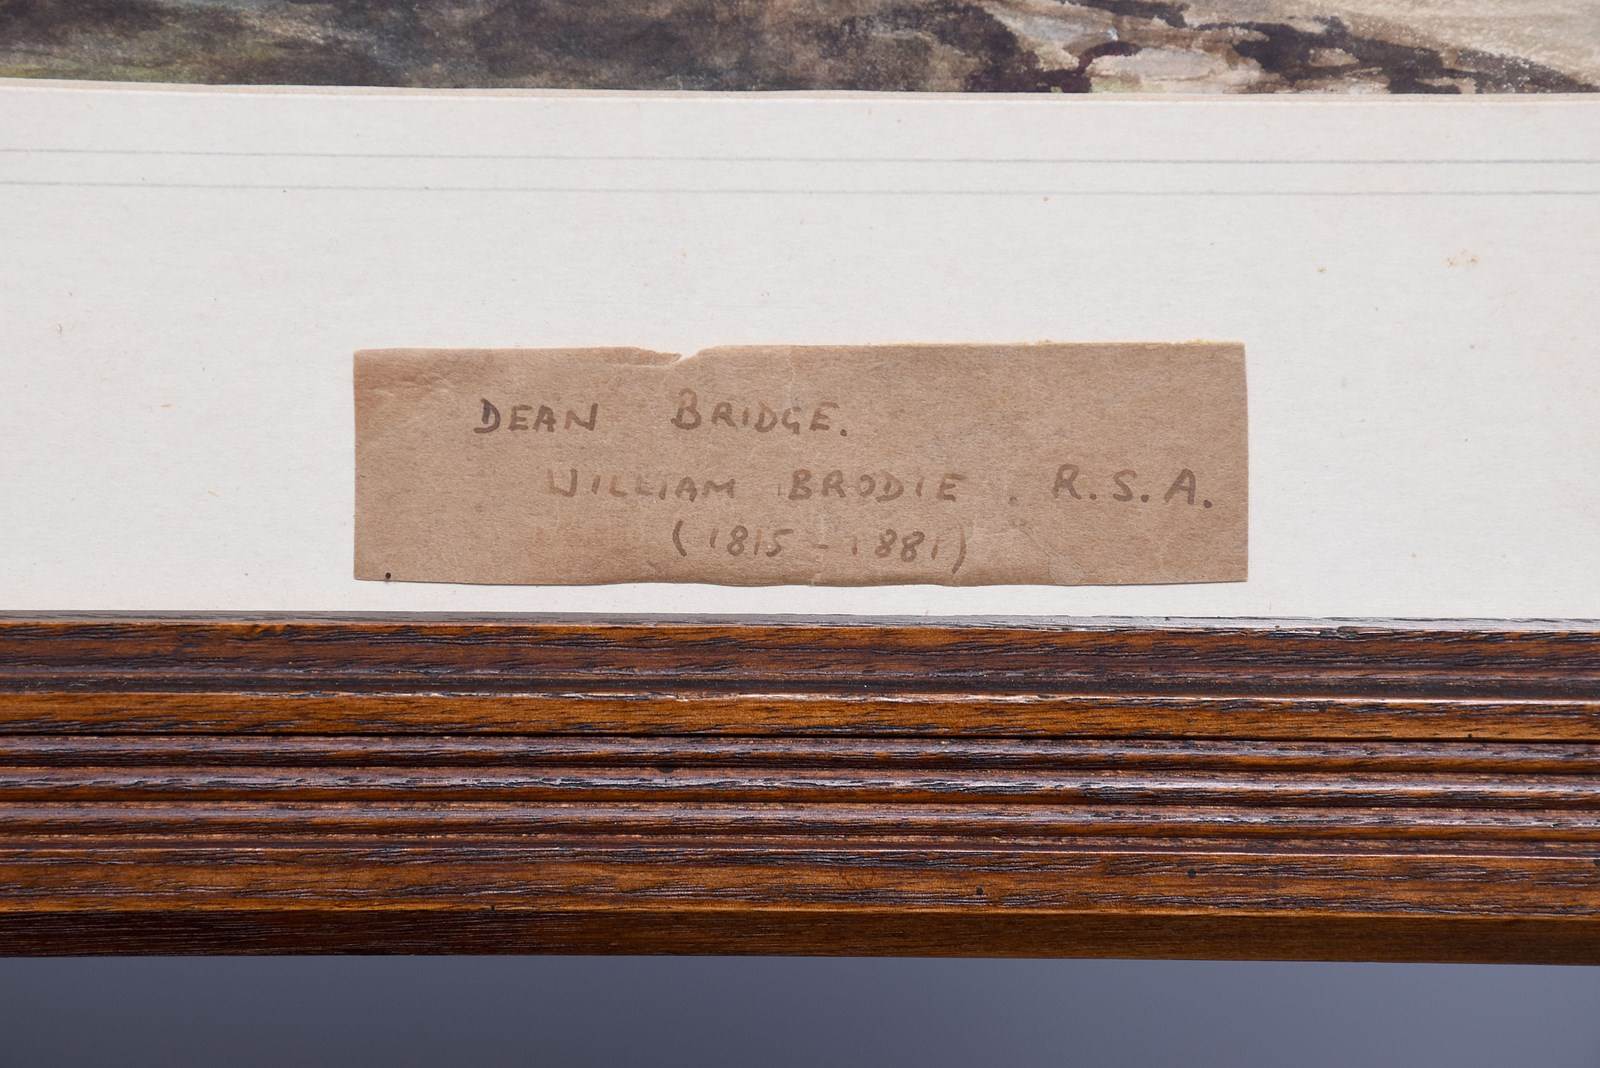 DEAN BRIDGE.
WILLIAM BRODIE . R.S.A.
(1815-1881)